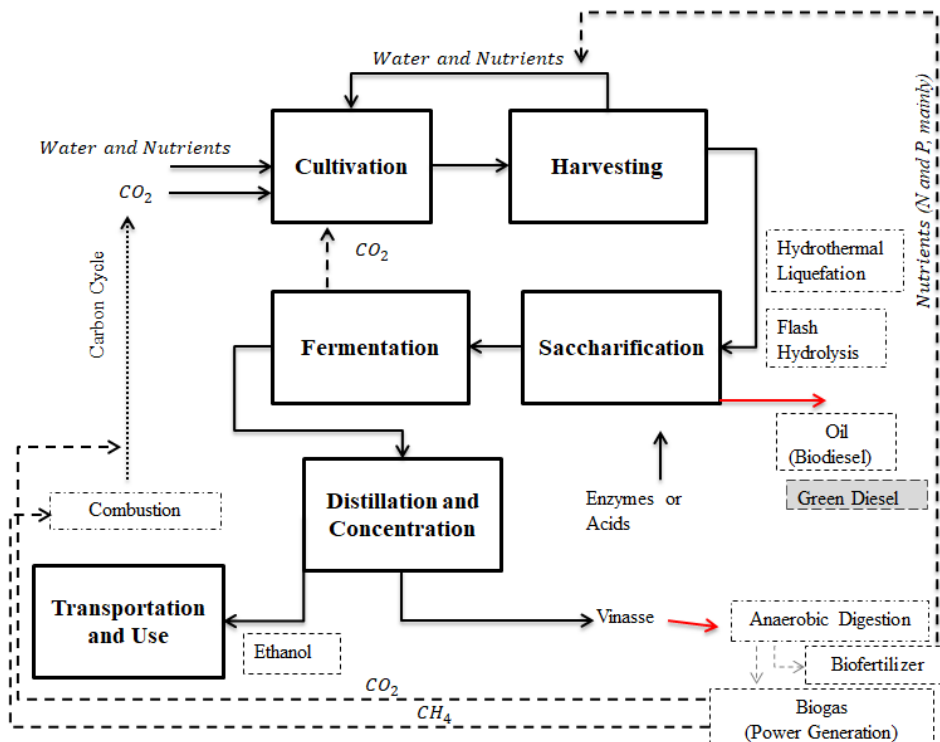 Water and Nutrients
Water and Nutrients
CO₂
Cultivation
Harvesting
Nutrients (N and P, mainly)
CO₂
Hydrothermal
Liquefation
Carbon Cycle
Fermentation
Saccharification
Flash
Hydrolysis
Oil
(Biodiesel)
Green Diesel
Combustion
Distillation and
Concentration
Enzymes or
Acids
Transportation
and Use
Ethanol
Vinasse
Anaerobic Digestion
Biofertilizer
CO₂
CH₄
Biogas
(Power Generation)